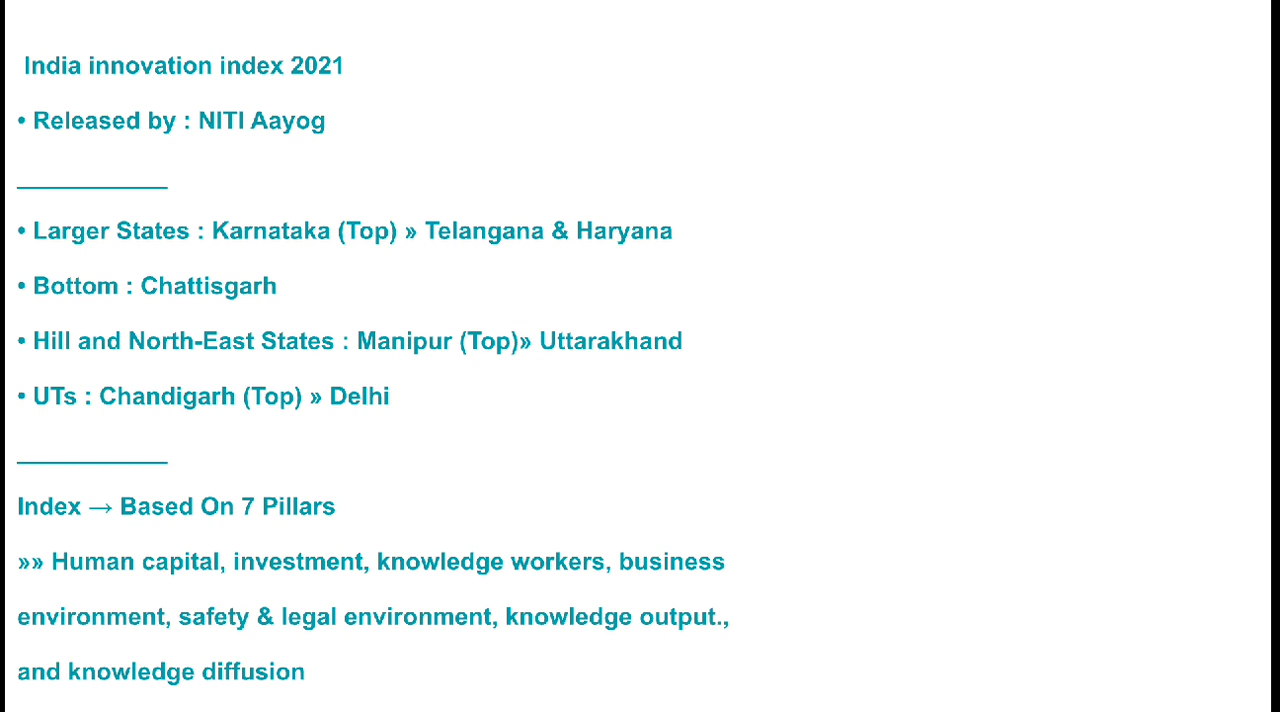 India innovation index 2021
• Released by : NITI Aayog
___________
• Larger States : Karnataka (Top) » Telangana & Haryana
• Bottom : Chattisgarh
• Hill and North-East States : Manipur (Top)» Uttarakhand
• UTs : Chandigarh (Top) » Delhi
___________
Index → Based On 7 Pillars
»» Human capital, investment, knowledge workers, business
environment, safety & legal environment, knowledge output.,
and knowledge diffusion